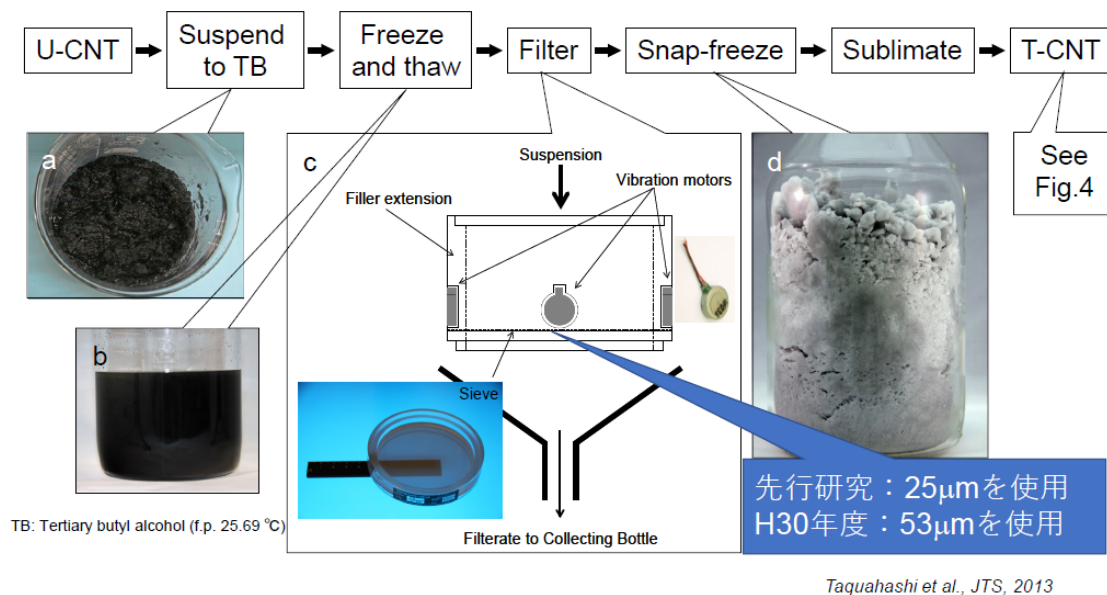 U-CNT
Suspend
to TB
Freeze
and thaw
Filter
Snap-freeze
Sublimate
T-CNT
a
c
Suspension
Vibration motors
Filler extension
d
See
Fig.4
b
Sieve
先行研究：25μmを使用
H30年度：53μmを使用
TB: Tertiary butyl alcohol (f.p. 25.69 ℃)
Filterate to Collecting Bottle
Taquahashi et al., JTS, 2013